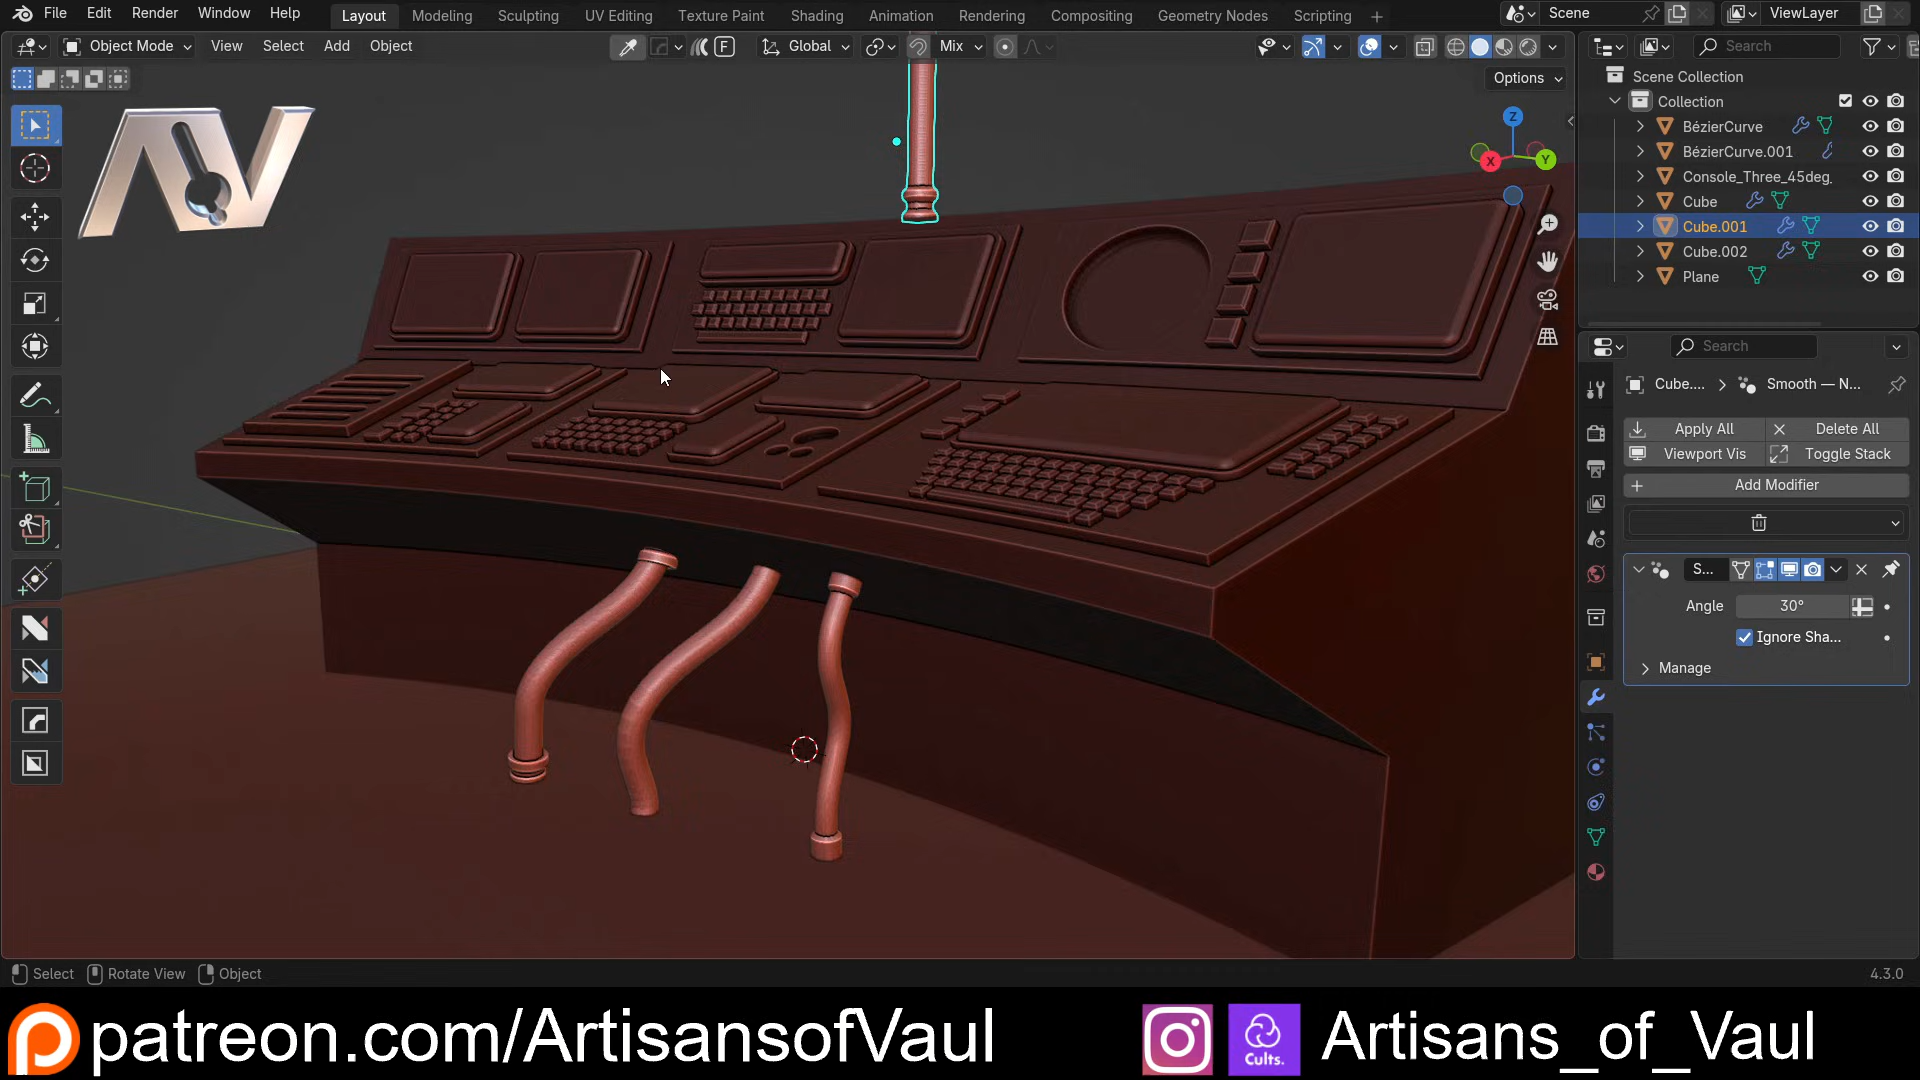 File Edit Render Window Help Layout Modeling Sculpting UV Editing Texture Paint Shading Animation Rendering Compositing Geometry Nodes Scripting Scene ViewLayer
Object Mode View Select Add Object F Global Mix Search
Options
Scene Collection
Collection
BézierCurve
BézierCurve.001
Console_Three_45deg.
Cube
Cube.001
Cube.002
Plane
Z
X
Y
AV
Search
Cube.... Smooth — N...
Apply All Delete All
Viewport Vis Toggle Stack
Add Modifier
S...
Angle 30°
Ignore Sha...
Manage
Select Rotate View Object 4.3.0
patreon.com/ArtisansofVaul Cults. Artisans_of_Vaul